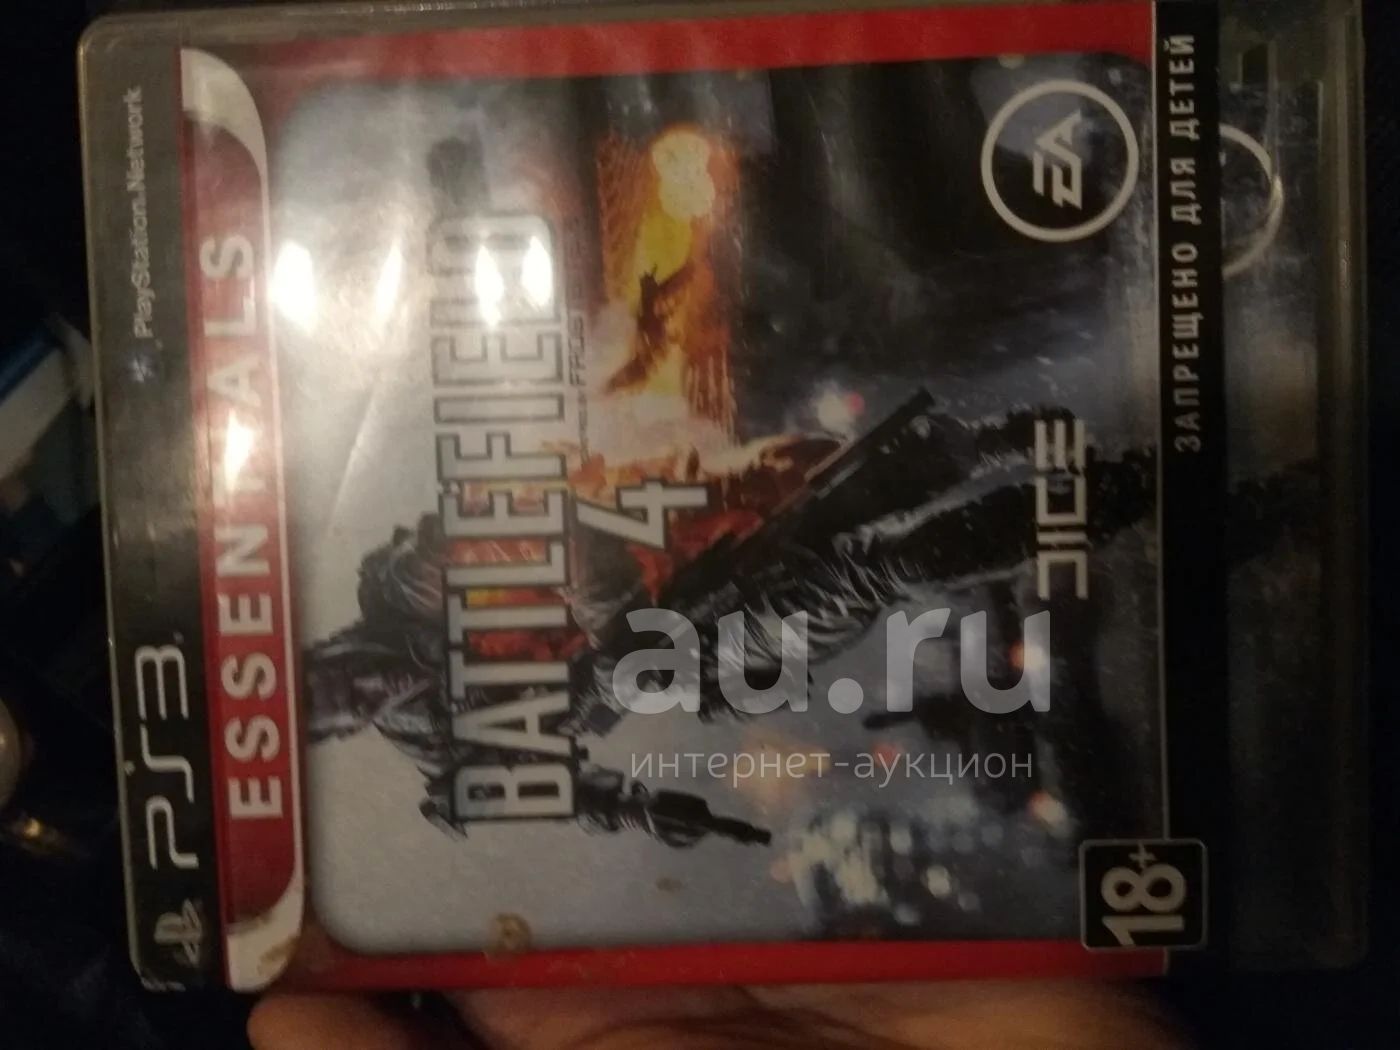 PS3
PlayStation Network
ESSENTIALS
BATTLEFIELD
4
DICE
EA
18+
ЗАПРЕЩЕНО ДЛЯ ДЕТЕЙ
au.ru
интернет-аукцион